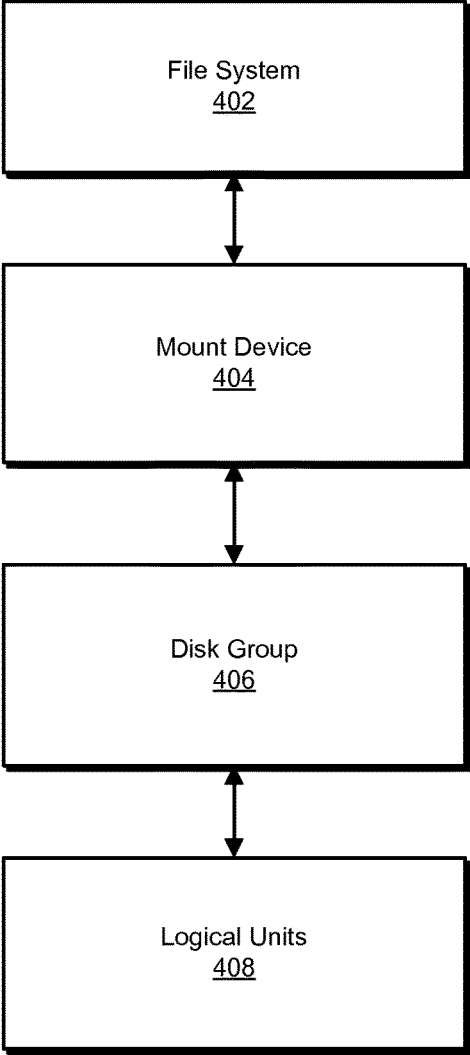 File System
402
Mount Device
404
Disk Group
406
Logical Units
408